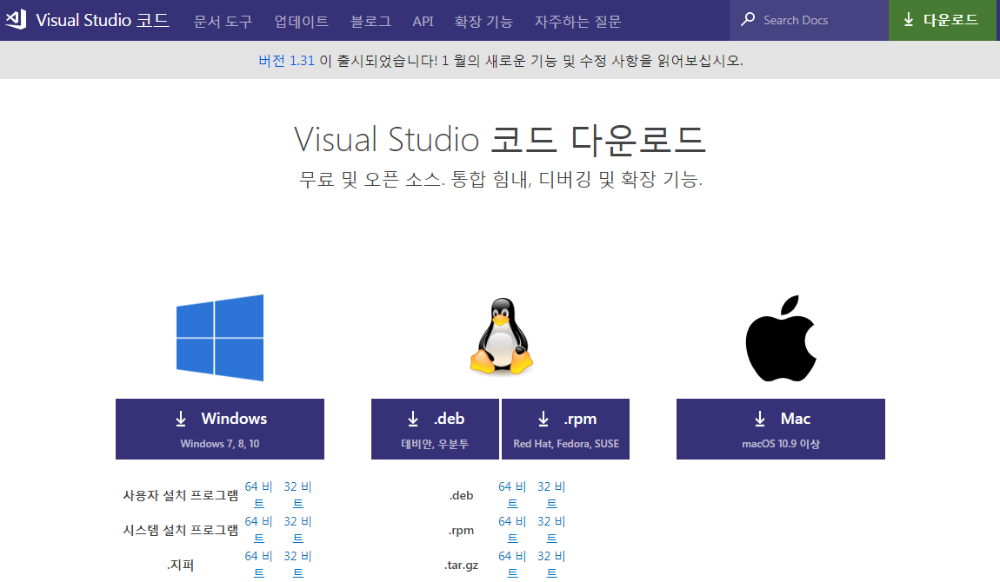 Visual Studio 코드 문서 도구 업데이트 블로그 API 확장 기능 자주하는 질문 Search Docs 다운로드
버전 1.31 이 출시되었습니다! 1 월의 새로운 기능 및 수정 사항을 읽어보십시오.
Visual Studio 코드 다운로드
무료 및 오픈 소스. 통합 힘내, 디버깅 및 확장 기능.
Windows
Windows 7, 8, 10
.deb
데비안, 우분투
.rpm
Red Hat, Fedora, SUSE
Mac
macOS 10.9 이상
사용자 설치 프로그램 64 비트 32 비트
시스템 설치 프로그램 64 비트 32 비트
.지퍼 64 비트 32 비트
.deb 64 비트 32 비트
.rpm 64 비트 32 비트
.tar.gz 64 비트 32 비트